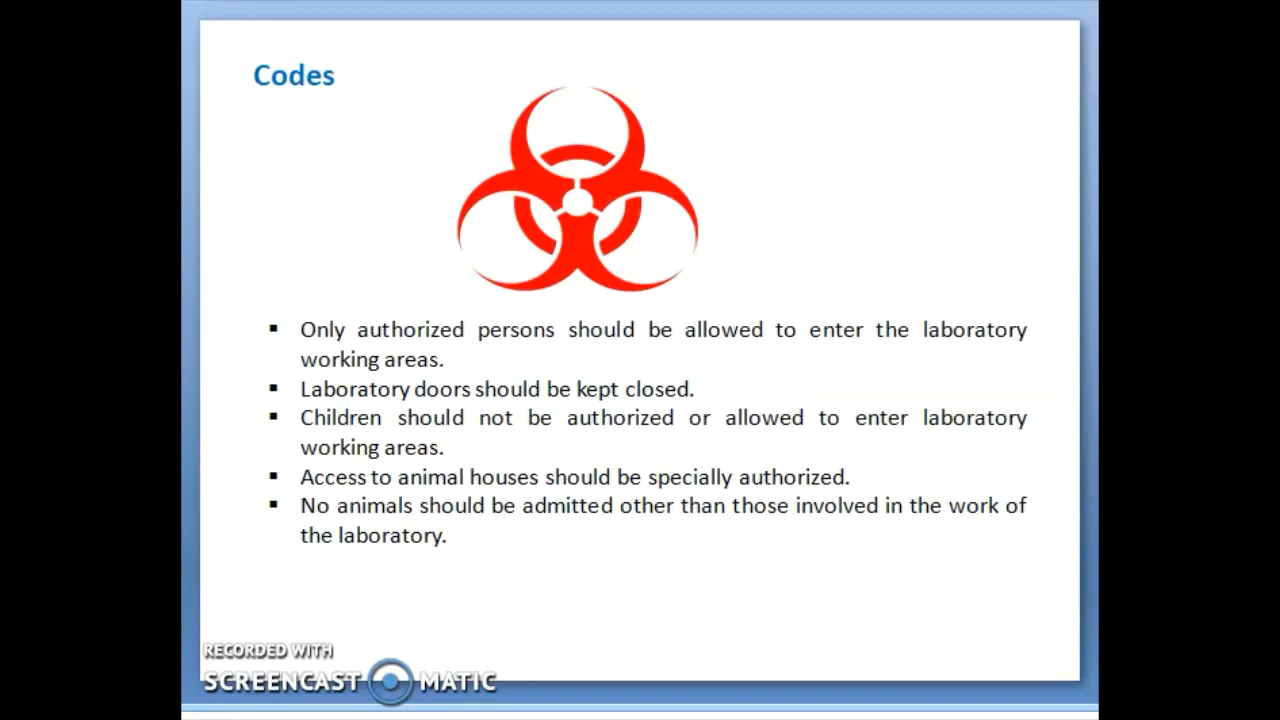 Codes
▪ Only authorized persons should be allowed to enter the laboratory
working areas.
▪ Laboratory doors should be kept closed.
▪ Children should not be authorized or allowed to enter laboratory
working areas.
▪ Access to animal houses should be specially authorized.
▪ No animals should be admitted other than those involved in the work of
the laboratory.
RECORDED WITH
SCREENCAST MATIC